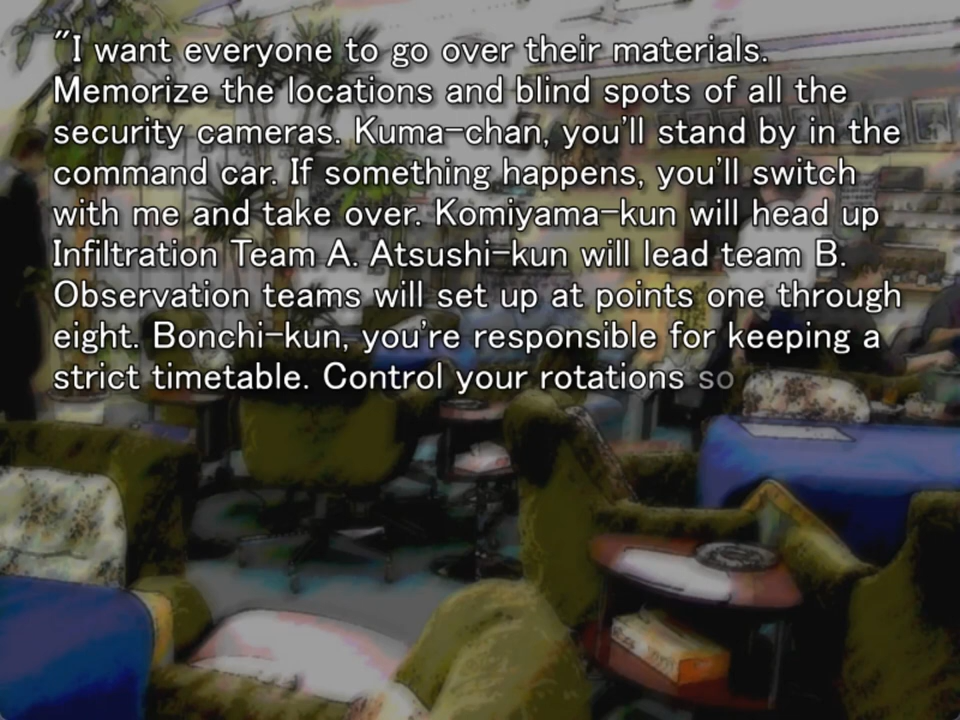 "I want everyone to go over their materials.
Memorize the locations and blind spots of all the
security cameras. Kuma-chan, you'll stand by in the
command car. If something happens, you'll switch
with me and take over. Komiyama-kun will head up
Infiltration Team A. Atsushi-kun will lead team B.
Observation teams will set up at points one through
eight. Bonchi-kun, you're responsible for keeping a
strict timetable. Control your rotations so